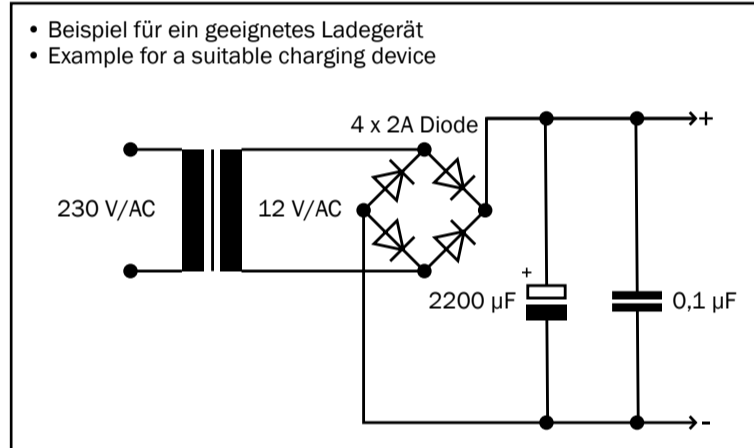 • Beispiel für ein geeignetes Ladegerät
• Example for a suitable charging device
4 x 2A Diode
+
230 V/AC
12 V/AC
+
2200 µF
0,1 µF
-